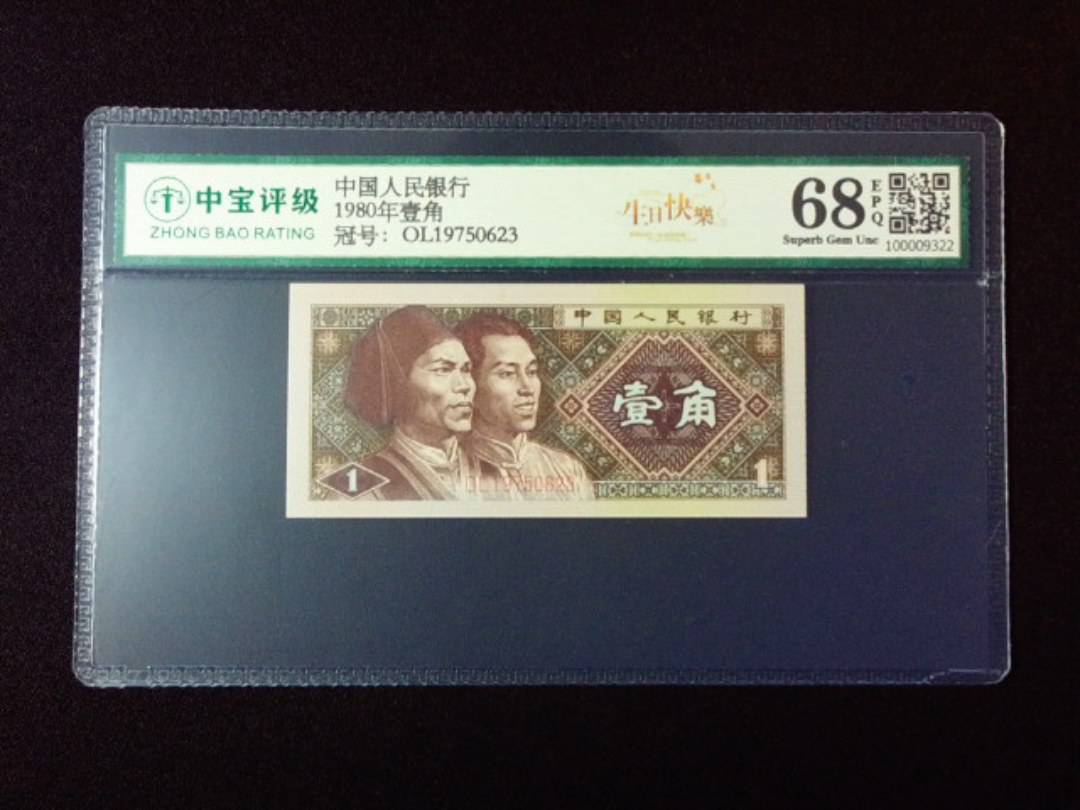 中宝评级
ZHONG BAO RATING
中国人民银行
1980年壹角
冠号：OL19750623
生日快樂
68
EPQ
Superb Gem Unc
100009322
中国人民银行
壹角
1
OL19750623
1